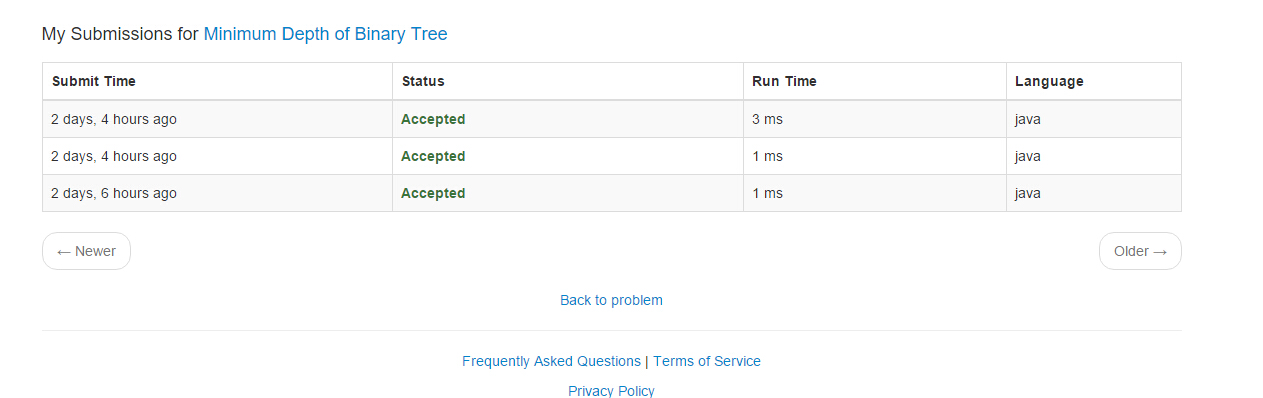 My Submissions for Minimum Depth of Binary Tree
Submit Time Status Run Time Language
2 days, 4 hours ago Accepted 3 ms java
2 days, 4 hours ago Accepted 1 ms java
2 days, 6 hours ago Accepted 1 ms java
← Newer Older →
Back to problem
Frequently Asked Questions | Terms of Service
Privacy Policy